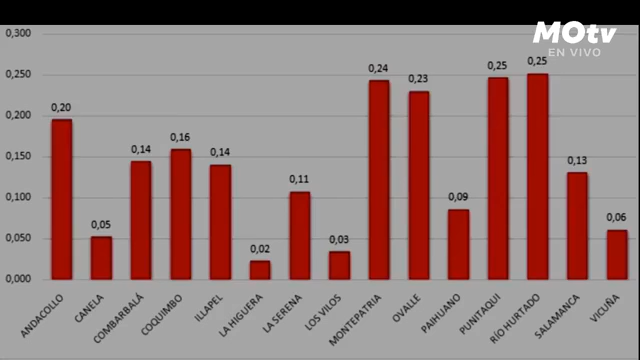 MOtv
EN VIVO
0,300
0,250
0,200
0,150
0,100
0,050
0,000
0,20
0,05
0,14
0,16
0,14
0,02
0,11
0,03
0,24
0,23
0,09
0,25
0,25
0,13
0,06
ANDACOLLO
CANELA
COMBARBALÁ
COQUIMBO
ILLAPEL
LA HIGUERA
LA SERENA
LOS VILOS
MONTEPATRIA
OVALLE
PAIHUANO
PUNITAQUI
RÍO HURTADO
SALAMANCA
VICUÑA